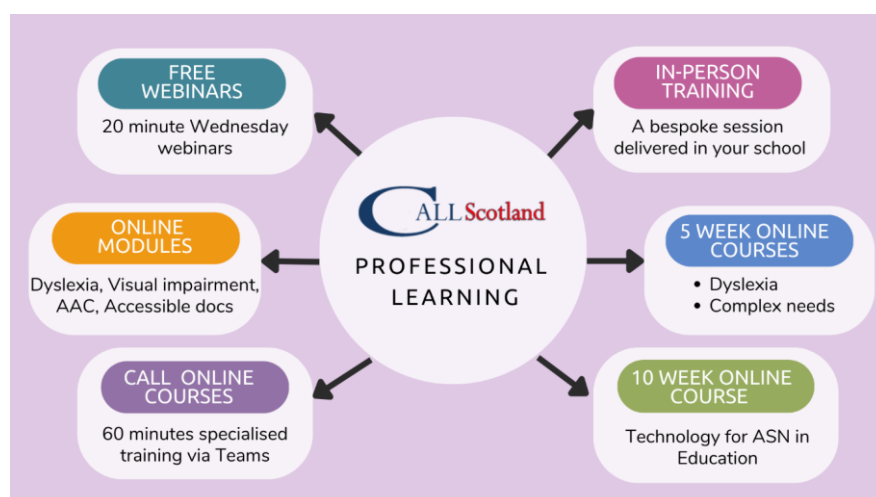 FREE
WEBINARS
20 minute Wednesday
webinars
IN-PERSON
TRAINING
A bespoke session
delivered in your school
CALL Scotland
PROFESSIONAL
LEARNING
ONLINE
MODULES
Dyslexia, Visual impairment,
AAC, Accessible docs
5 WEEK ONLINE
COURSES
• Dyslexia
• Complex needs
CALL ONLINE
COURSES
60 minutes specialised
training via Teams
10 WEEK ONLINE
COURSE
Technology for ASN in
Education